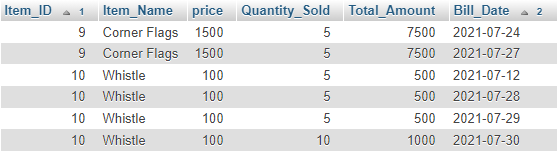 Item_ID 1 Item_Name price Quantity_Sold Total_Amount Bill_Date 2
9 Corner Flags 1500 5 7500 2021-07-24
9 Corner Flags 1500 5 7500 2021-07-27
10 Whistle 100 5 500 2021-07-12
10 Whistle 100 5 500 2021-07-28
10 Whistle 100 5 500 2021-07-29
10 Whistle 100 10 1000 2021-07-30